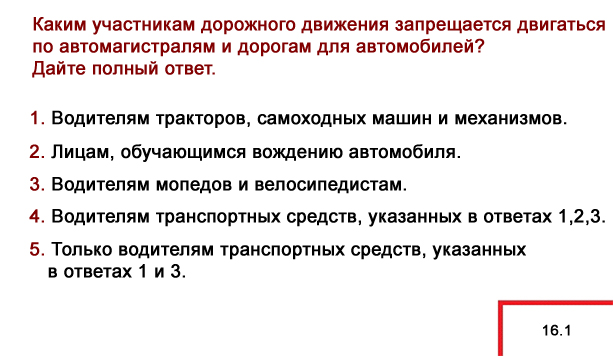 Каким участникам дорожного движения запрещается двигаться
по автомагистралям и дорогам для автомобилей?
Дайте полный ответ.
1. Водителям тракторов, самоходных машин и механизмов.
2. Лицам, обучающимся вождению автомобиля.
3. Водителям мопедов и велосипедистам.
4. Водителям транспортных средств, указанных в ответах 1,2,3.
5. Только водителям транспортных средств, указанных
в ответах 1 и 3.
16.1